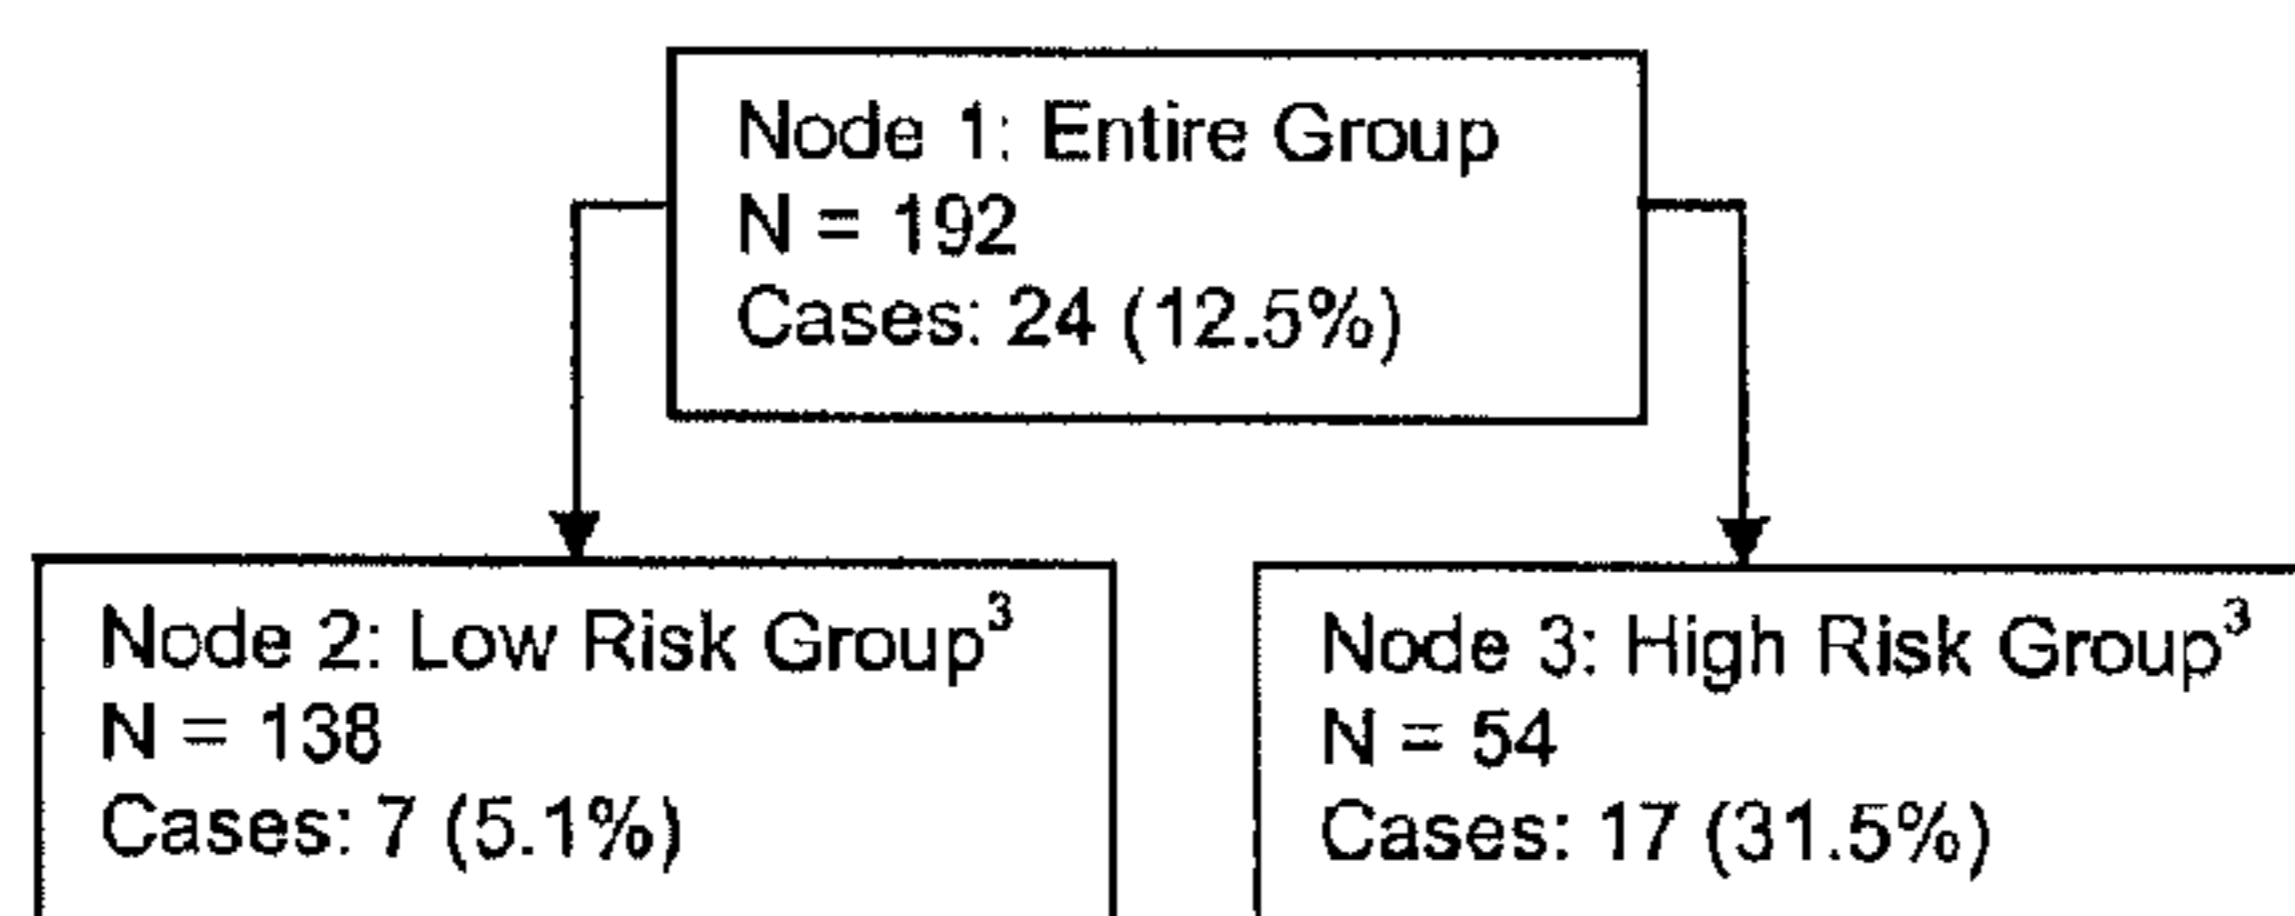 Node 1: Entire Group
N = 192
Cases: 24 (12.5%)
Node 2: Low Risk Group³
N = 138
Cases: 7 (5.1%)
Node 3: High Risk Group³
N = 54
Cases: 17 (31.5%)